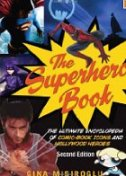 The
Superhero
Book
THE ULTIMATE ENCYCLOPEDIA
OF COMIC-BOOK ICONS AND
HOLLYWOOD HEROES
Second Edition
GINA MISIROGLU